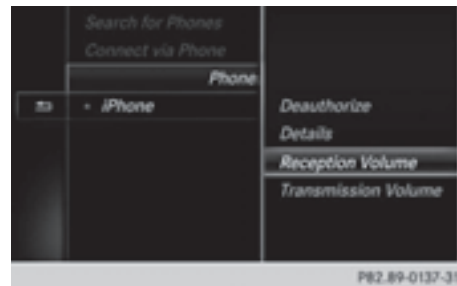 Search for Phones
Connect via Phone
Phone
• iPhone
Deauthorize
Details
Reception Volume
Transmission Volume
P82.89-0137-31